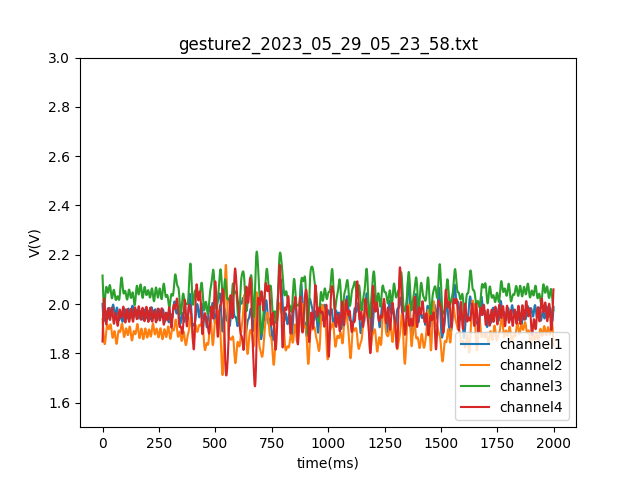 gesture2_2023_05_29_05_23_58.txt
3.0
2.8
2.6
2.4
2.2
2.0
1.8
1.6
V(V)
channel1
channel2
channel3
channel4
0 250 500 750 1000 1250 1500 1750 2000
time(ms)